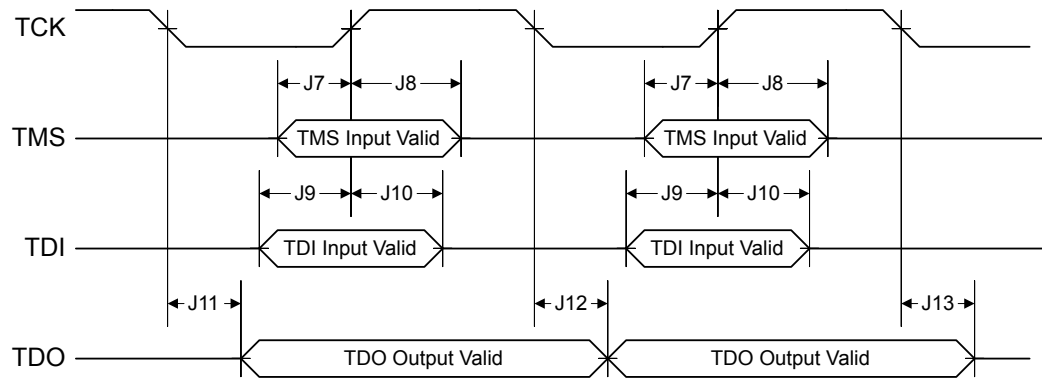 TCK
J7 J8 J7 J8
TMS TMS Input Valid TMS Input Valid
J9 J10 J9 J10
TDI TDI Input Valid TDI Input Valid
J11 J12 J13
TDO TDO Output Valid TDO Output Valid